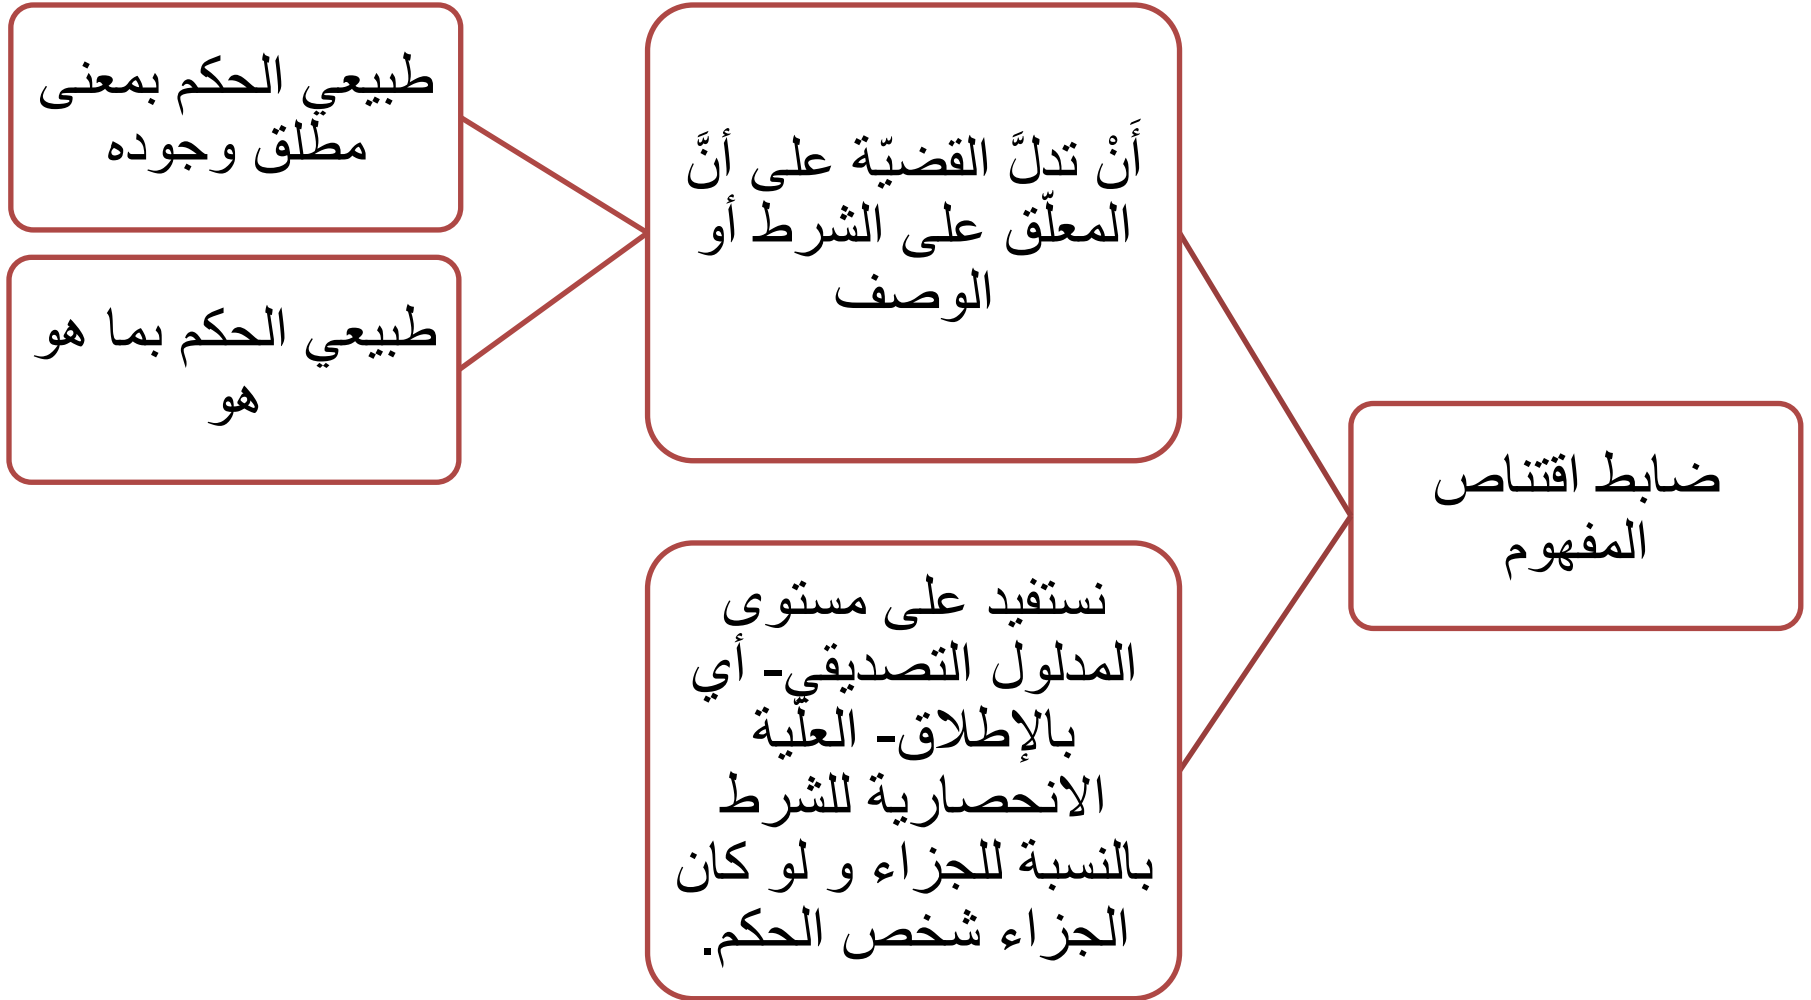 ضابط اقتناص
المفهوم
أَنْ تدلَّ القضيّة على أنَّ
المعلّق على الشرط أو
الوصف
طبيعي الحكم بمعنى
مطلق وجوده
طبيعي الحكم بما هو
هو
نستفيد على مستوى
المدلول التصديقي- أي
بالإطلاق- العلّية
الانحصارية للشرط
بالنسبة للجزاء و لو كان
الجزاء شخص الحكم.